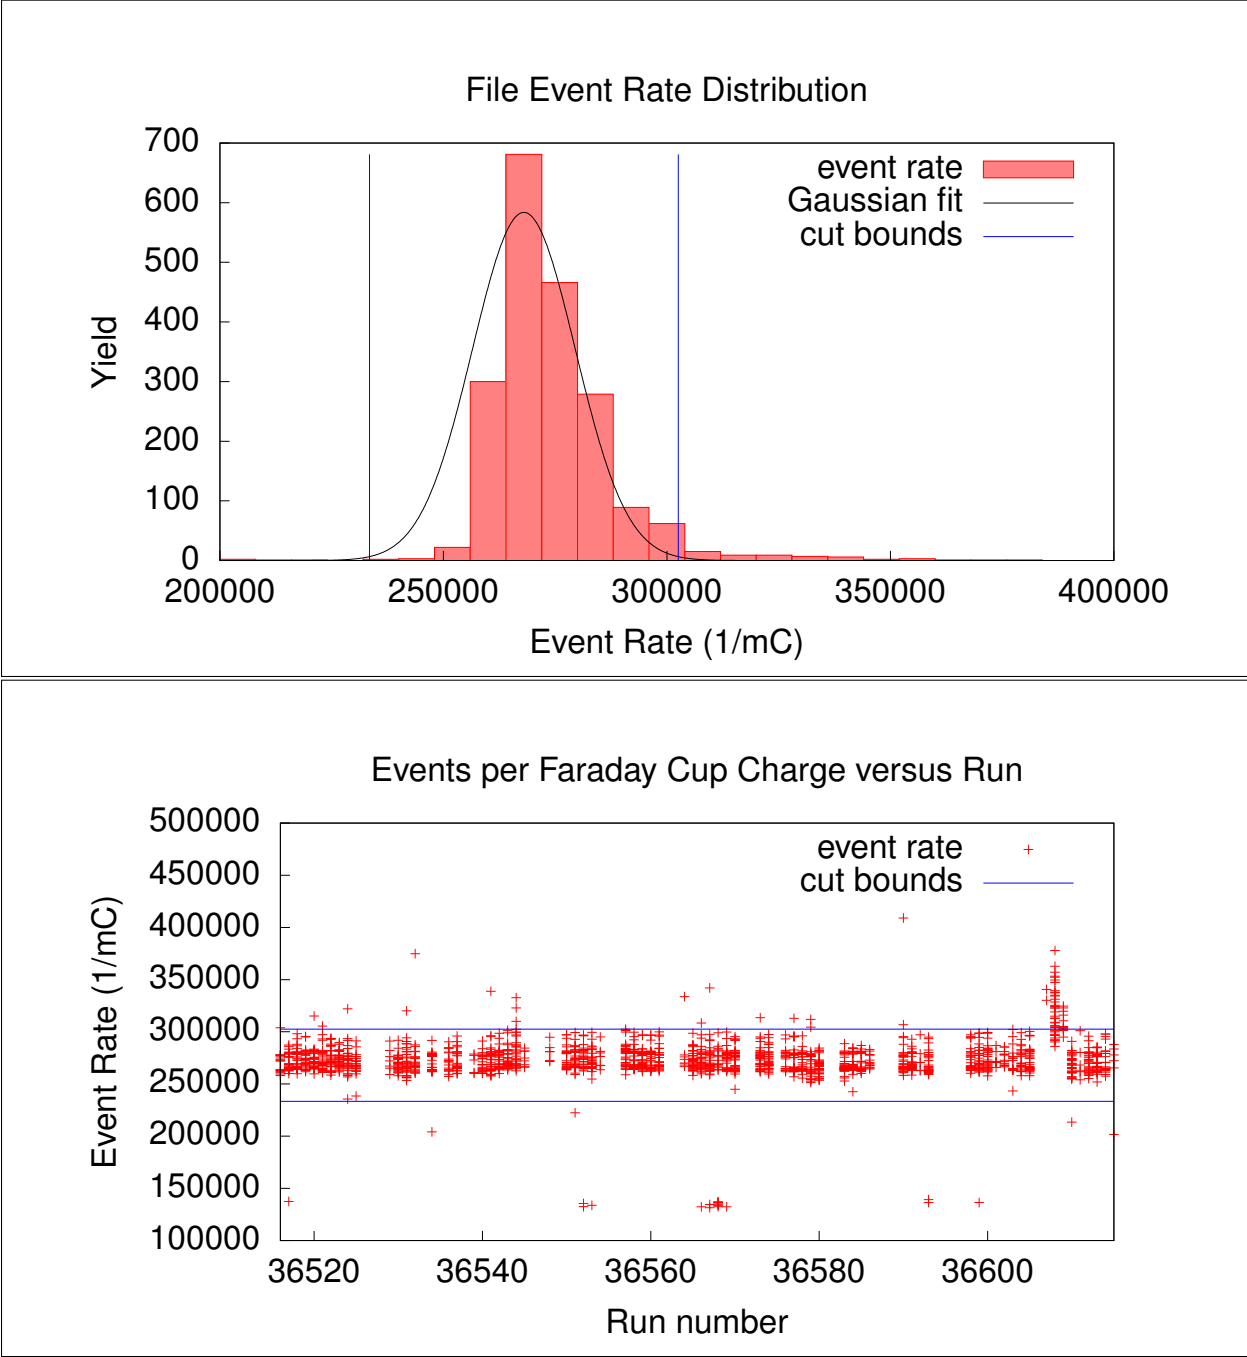 File Event Rate Distribution
700
600
500
400
300
200
100
0
Yield
event rate
Gaussian fit
cut bounds
200000 250000 300000 350000 400000
Event Rate (1/mC)
Events per Faraday Cup Charge versus Run
500000
450000
400000
350000
300000
250000
200000
150000
100000
Event Rate (1/mC)
event rate
cut bounds
36520 36540 36560 36580 36600
Run number